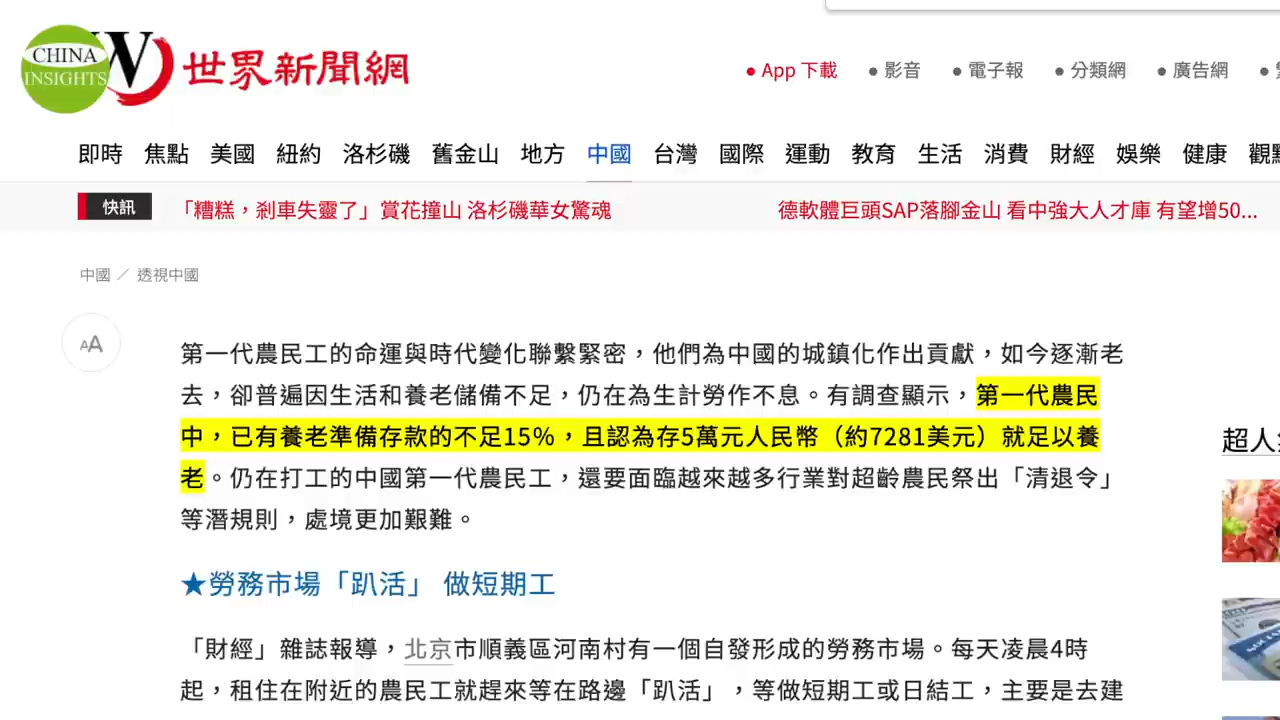 CHINA
INSIGHTS
W
世界新聞網
App 下載
影音
電子報
分類網
廣告網
即時 焦點 美國 紐約 洛杉磯 舊金山 地方 中國 台灣 國際 運動 教育 生活 消費 財經 娛樂 健康 觀
快訊
「糟糕,剎車失靈了」賞花撞山 洛杉磯華女驚魂
德軟體巨頭SAP落腳金山 看中強大人才庫 有望增50...
中國 ／ 透視中國
AA
第一代農民工的命運與時代變化聯繫緊密，他們為中國的城鎮化作出貢獻，如今逐漸老
去，卻普遍因生活和養老儲備不足，仍在為生計勞作不息。有調查顯示，第一代農民
中，已有養老準備存款的不足15%，且認為存5萬元人民幣（約7281美元）就足以養
老。仍在打工的中國第一代農民工，還要面臨越來越多行業對超齡農民祭出「清退令」
等潛規則，處境更加艱難。
超人
★勞務市場「趴活」 做短期工
「財經」雜誌報導，北京市順義區河南村有一個自發形成的勞務市場。每天凌晨4時
起，租住在附近的農民工就趕來等在路邊「趴活」，等做短期工或日結工，主要是去建